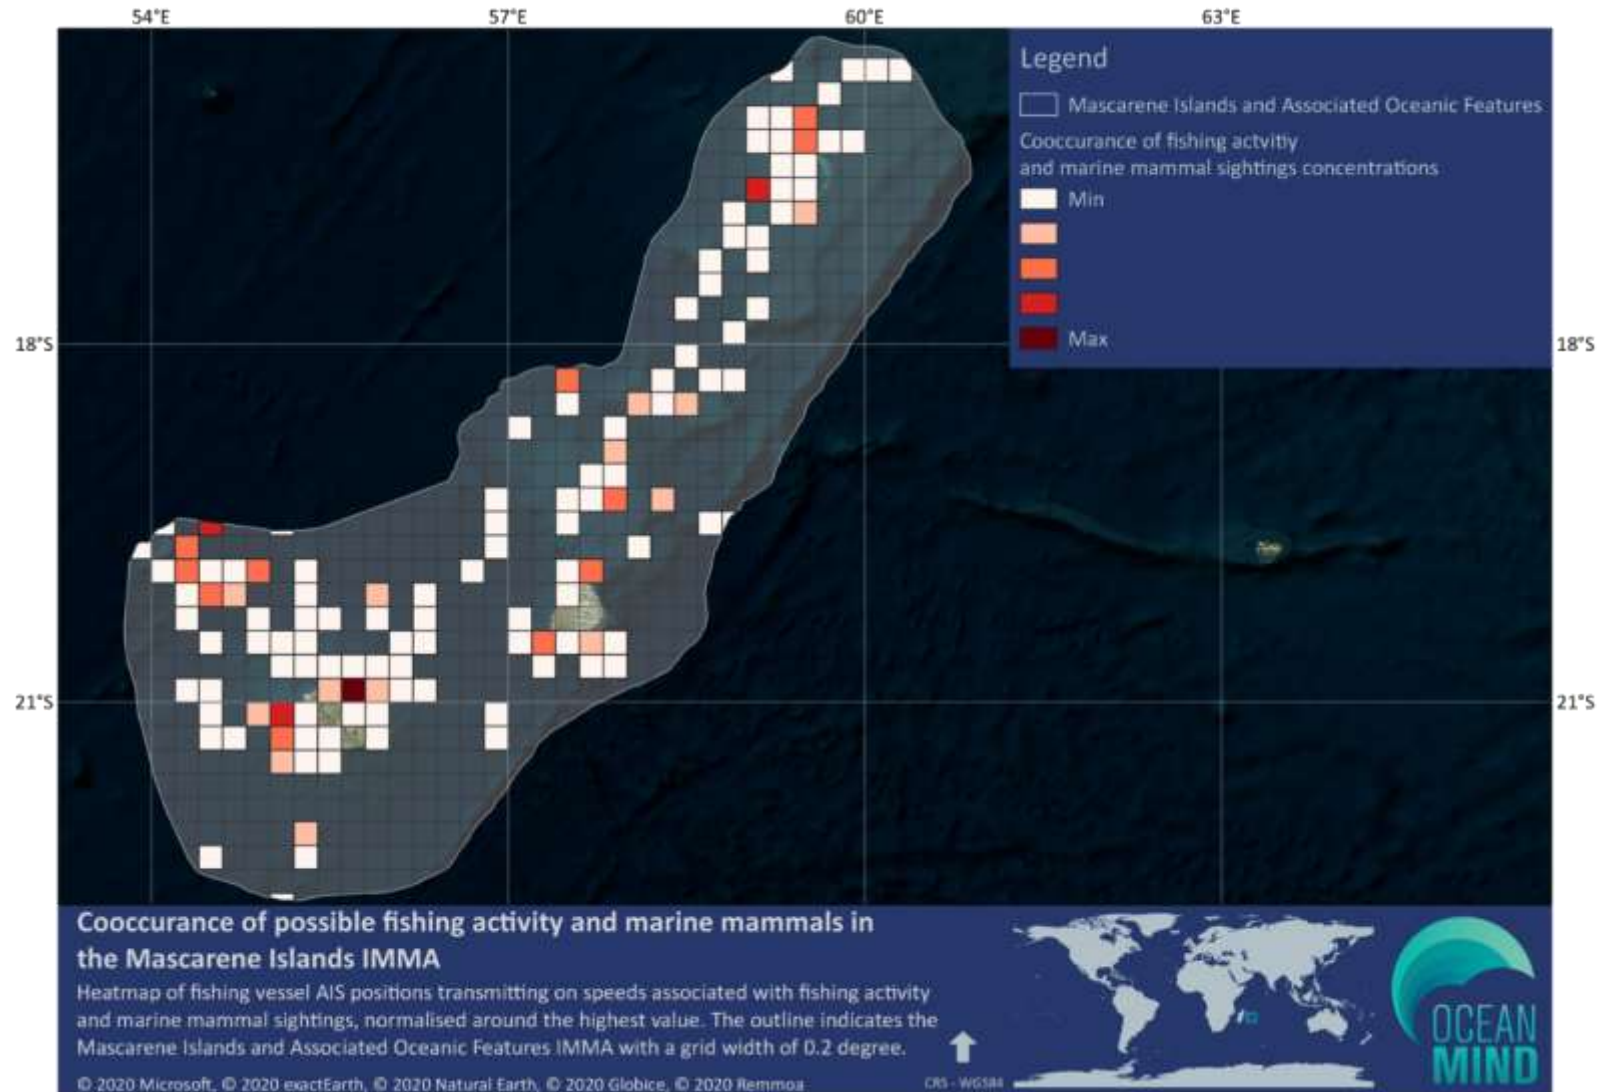 54°E 57°E 60°E 63°E
Legend
Mascarene Islands and Associated Oceanic Features
Cooccurance of fishing actvitiy
and marine mammal sightings concentrations
Min
Max
18°S 18°S
21°S 21°S
Cooccurance of possible fishing activity and marine mammals in
the Mascarene Islands IMMA
Heatmap of fishing vessel AIS positions transmitting on speeds associated with fishing activity
and marine mammal sightings, normalised around the highest value. The outline indicates the
Mascarene Islands and Associated Oceanic Features IMMA with a grid width of 0.2 degree.
© 2020 Microsoft, © 2020 exactEarth, © 2020 Natural Earth, © 2020 Globice, © 2020 Remmoa
CRS - WGS84
OCEAN
MIND